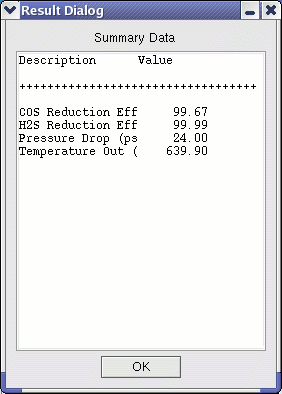 Result Dialog
Summary Data
Description      Value
++++++++++++++++++++++++++++++++++
COS Reduction Eff     99.67
H2S Reduction Eff     99.99
Pressure Drop (ps     24.00
Temperature Out (    639.90
OK